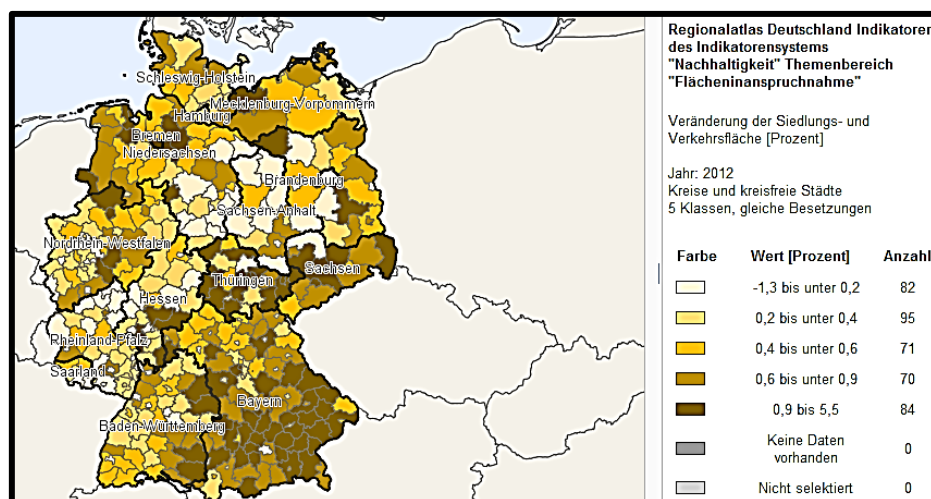 Schleswig-Holstein
Mecklenburg-Vorpommern
Hamburg
Bremen
Niedersachsen
Brandenburg
Sachsen-Anhalt
Nordrhein-Westfalen
Sachsen
Thüringen
Hessen
Rheinland-Pfalz
Saarland
Bayern
Baden-Württemberg
Regionalatlas Deutschland Indikatoren
des Indikatorensystems
"Nachhaltigkeit" Themenbereich
"Flächeninanspruchnahme"
Veränderung der Siedlungs- und
Verkehrsfläche [Prozent]
Jahr: 2012
Kreise und kreisfreie Städte
5 Klassen, gleiche Besetzungen
Farbe Wert [Prozent] Anzahl
-1,3 bis unter 0,2 82
0,2 bis unter 0,4 95
0,4 bis unter 0,6 71
0,6 bis unter 0,9 70
0,9 bis 5,5 84
Keine Daten
vorhanden 0
Nicht selektiert 0